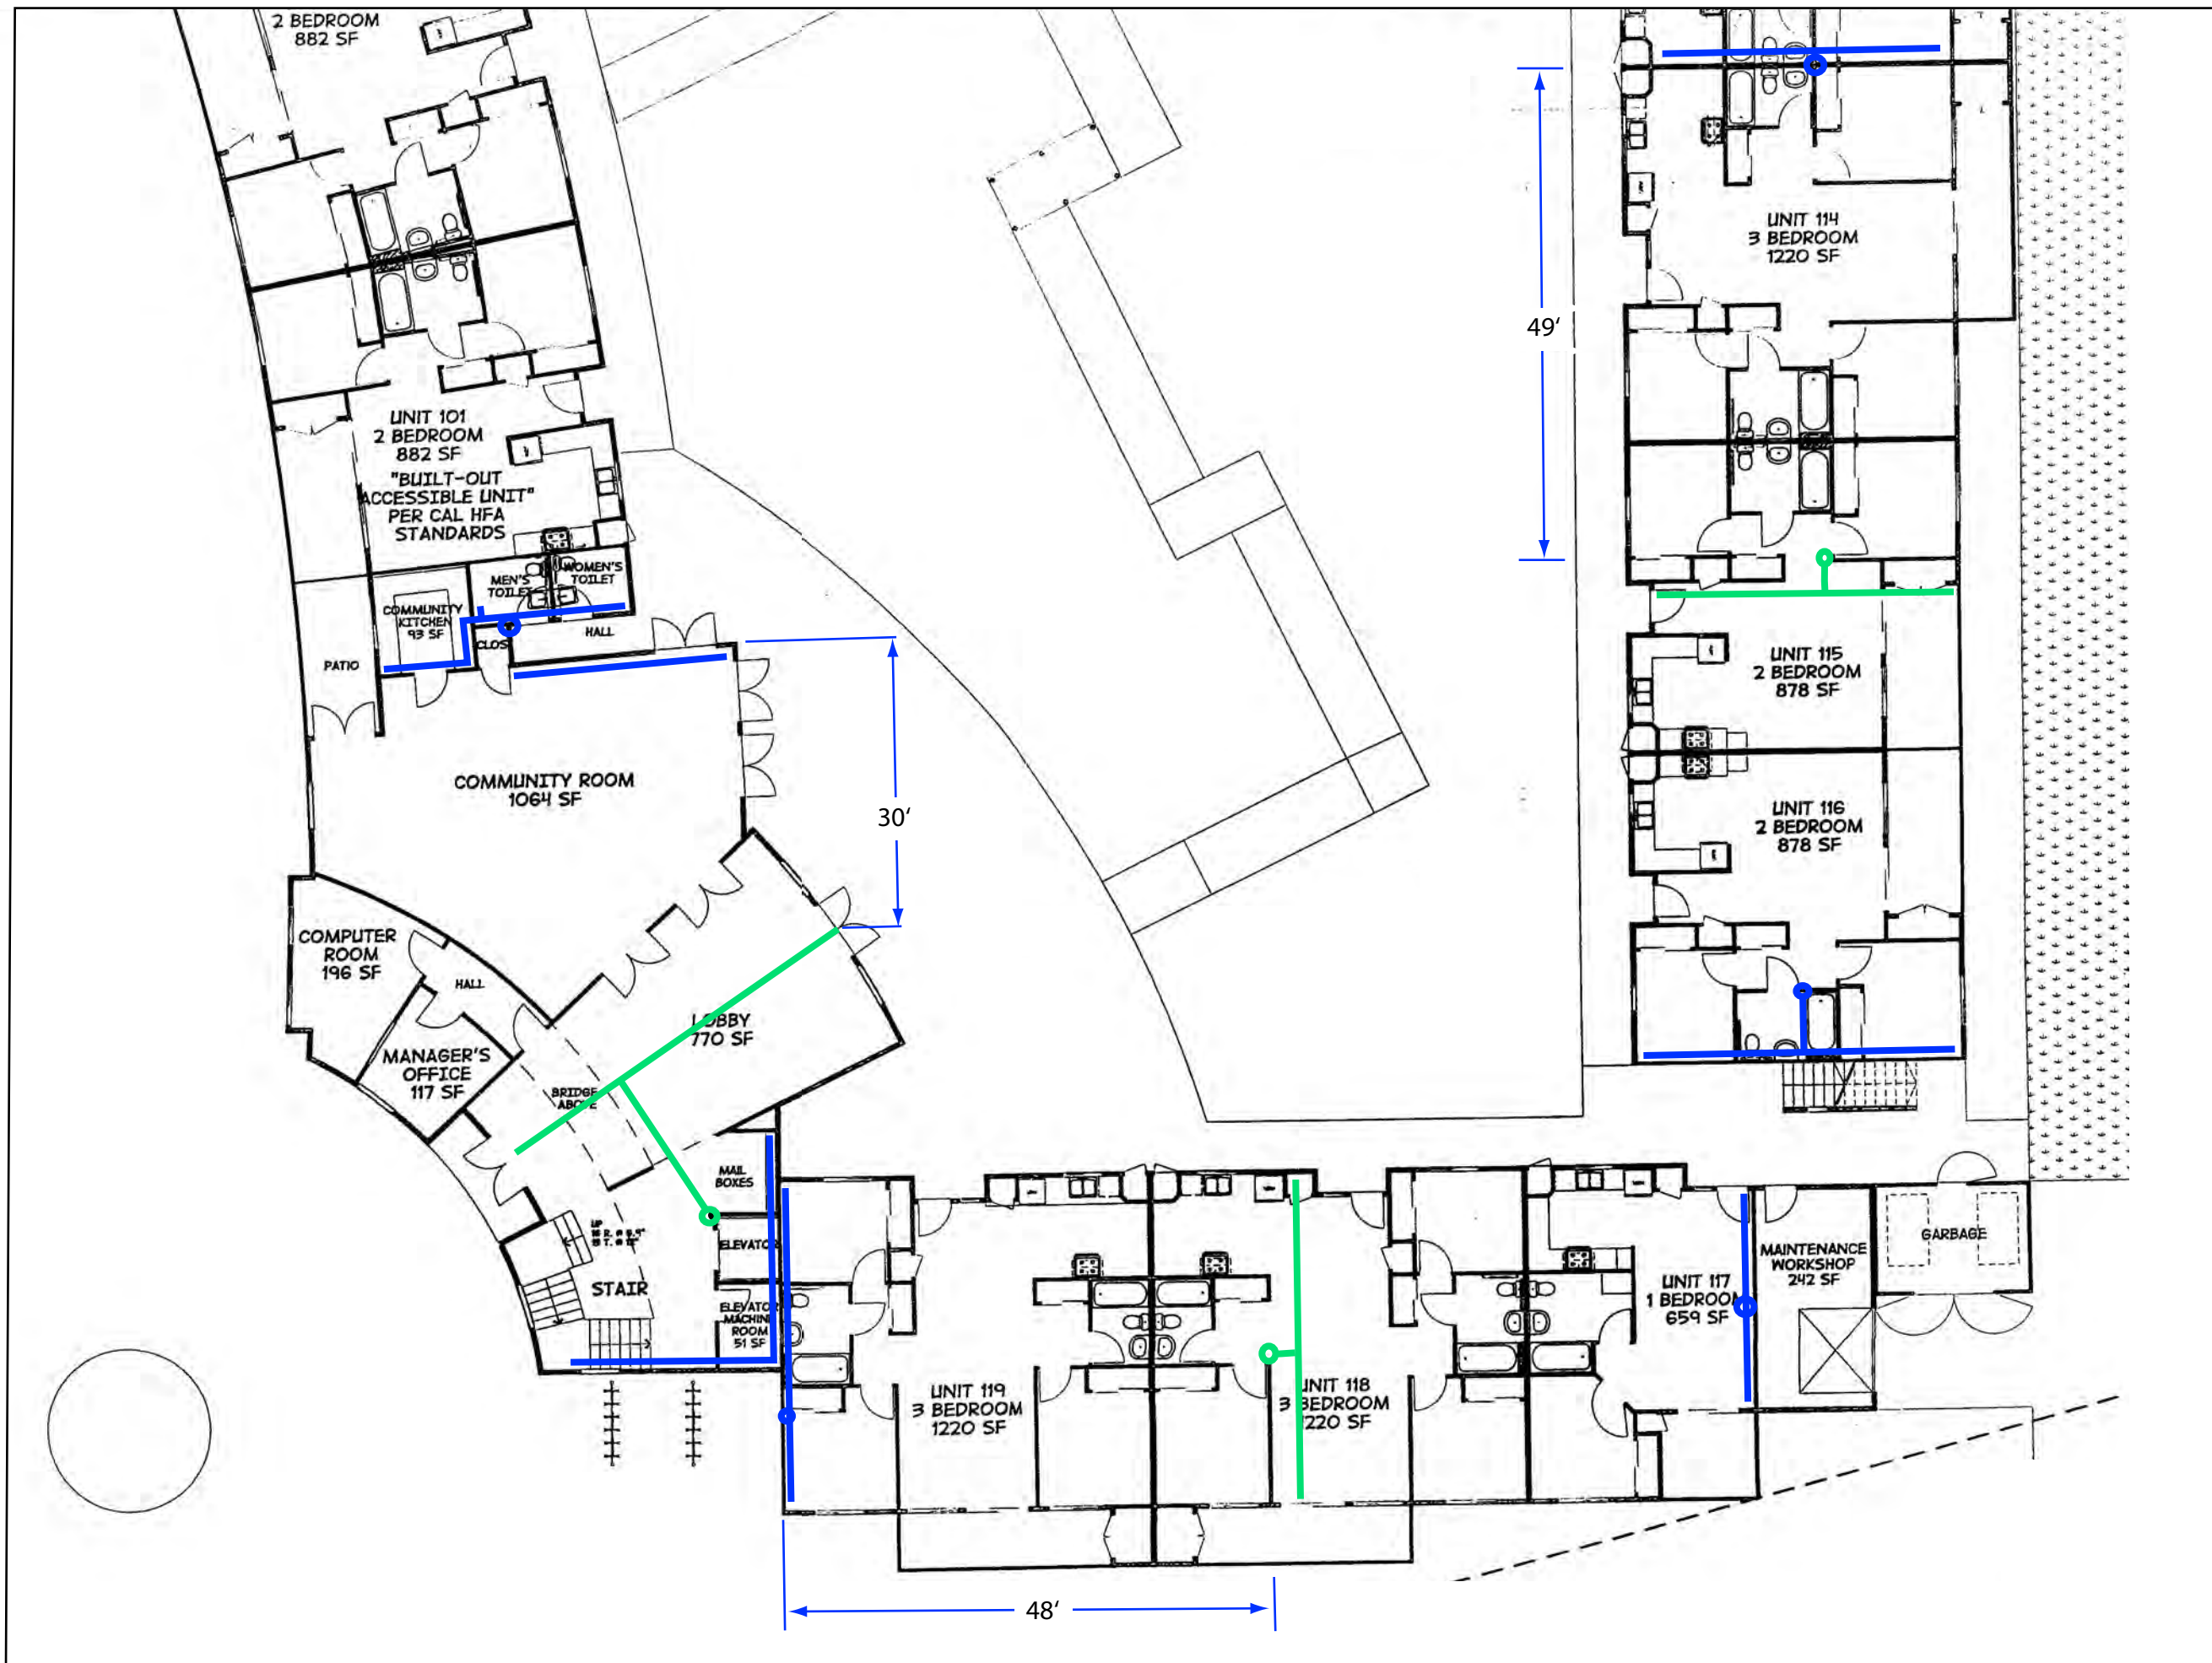 2 BEDROOM
882 SF
UNIT 114
3 BEDROOM
1220 SF
49'
UNIT 101
2 BEDROOM
882 SF
"BUILT-OUT
ACCESSIBLE UNIT"
PER CAL HFA
STANDARDS
MEN'S
TOILET
WOMEN'S
TOILET
COMMUNITY
KITCHEN
93 SF
CLOS
HALL
PATIO
UNIT 115
2 BEDROOM
878 SF
COMMUNITY ROOM
1064 SF
30'
UNIT 116
2 BEDROOM
878 SF
COMPUTER
ROOM
196 SF
HALL
LOBBY
770 SF
MANAGER'S
OFFICE
117 SF
BRIDGE
ABOVE
MAIL
BOXES
UP
ELEVATOR
STAIR
ELEVATOR
MACHINE
ROOM
51 SF
UNIT 117
1 BEDROOM
659 SF
MAINTENANCE
WORKSHOP
242 SF
GARBAGE
UNIT 119
3 BEDROOM
1220 SF
UNIT 118
3 BEDROOM
1220 SF
48'